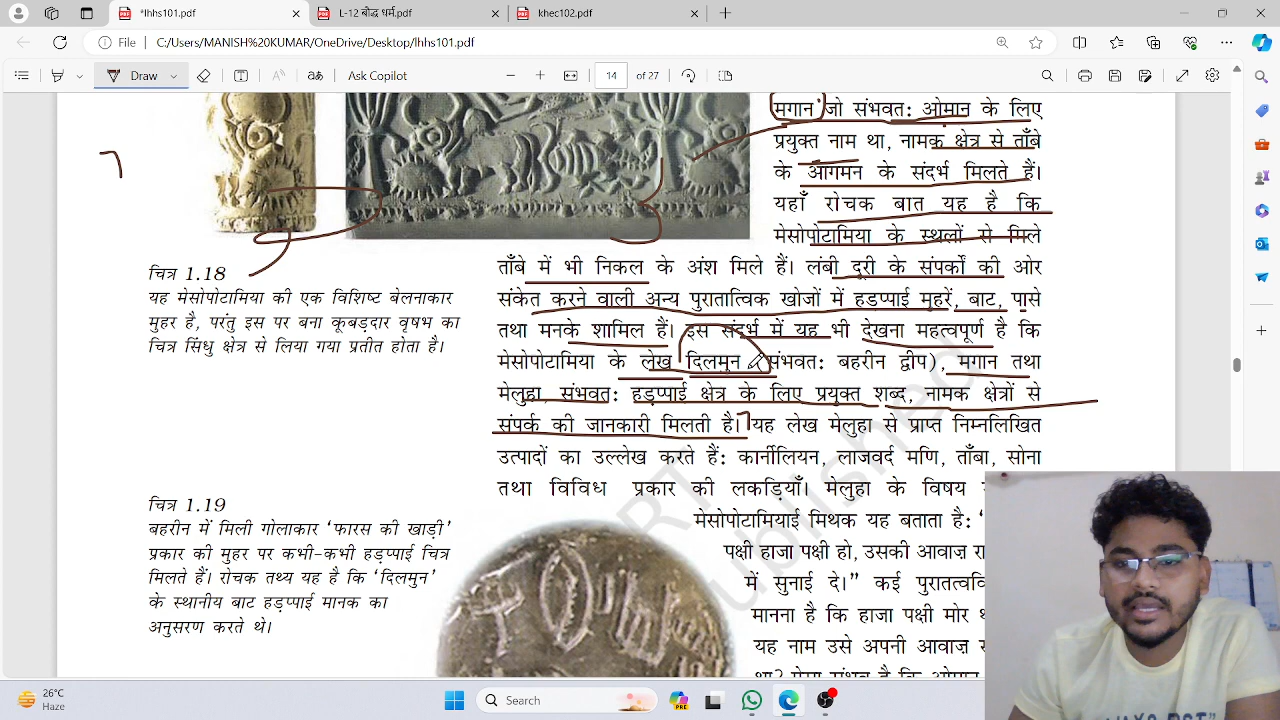 *lhhs101.pdf
L-12 बौद्ध धर्म.pdf
khec102.pdf
File
C:/Users/MANISH%20KUMAR/OneDrive/Desktop/lhhs101.pdf
Draw
Ask Copilot
14 of 27
मगान जो संभवत: ओमान के लिए
प्रयुक्त नाम था, नामक क्षेत्र से ताँबे
के आगमन के संदर्भ मिलते हैं।
यहाँ रोचक बात यह है कि
मेसोपोटामिया के स्थलों से मिले
ताँबे में भी निकल के अंश मिले हैं। लंबी दूरी के संपर्कों की ओर
संकेत करने वाली अन्य पुरातात्विक खोजों में हड़प्पाई मुहरें, बाट, पासे
तथा मनके शामिल हैं। इस संदर्भ में यह भी देखना महत्वपूर्ण है कि
मेसोपोटामिया के लेख दिलमुन (संभवत: बहरीन द्वीप), मगान तथा
मेलुहा, संभवत: हड़प्पाई क्षेत्र के लिए प्रयुक्त शब्द, नामक क्षेत्रों से
संपर्क की जानकारी मिलती है। यह लेख मेलुहा से प्राप्त निम्नलिखित
उत्पादों का उल्लेख करते हैं: कार्नीलियन, लाजवर्द मणि, ताँबा, सोना
तथा विविध प्रकार की लकड़ियाँ। मेलुहा के विषय
मेसोपोटामियाई मिथक यह बताता है:
पक्षी हाजा पक्षी हो, उसकी आवाज़
में सुनाई दे।” कई
मानना है कि हाजा पक्षी मोर
यह नाम उसे अपनी आवाज़
चित्र 1.18
यह मेसोपोटामिया की एक विशिष्ट बेलनाकार
मुहर है, परंतु इस पर बना कूबड़दार वृषभ का
चित्र सिंधु क्षेत्र से लिया गया प्रतीत होता है।
चित्र 1.19
बहरीन में मिली गोलाकार ‘फारस की खाड़ी’
प्रकार की मुहर पर कभी-कभी हड़प्पाई चित्र
मिलते हैं। रोचक तथ्य यह है कि ‘दिलमुन’
के स्थानीय बाट हड़प्पाई मानक का
अनुसरण करते थे।
26°C
Haze
Search